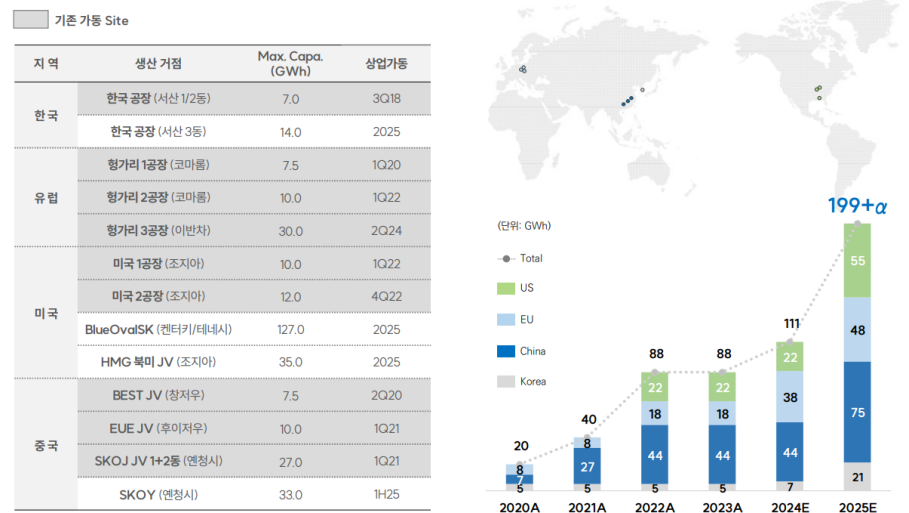 기존 가동 Site
지 역 생산 거점 Max. Capa. (GWh) 상업가동
한 국
한국 공장 (서산 1/2동) 7.0 3Q18
한국 공장 (서산 3동) 14.0 2025
유 럽
헝가리 1공장 (코마롬) 7.5 1Q20
헝가리 2공장 (코마롬) 10.0 1Q22
헝가리 3공장 (이반차) 30.0 2Q24
미 국
미국 1공장 (조지아) 10.0 1Q22
미국 2공장 (조지아) 12.0 4Q22
BlueOvalSK (켄터키/테네시) 127.0 2025
HMG 북미 JV (조지아) 35.0 2025
중 국
BEST JV (창저우) 7.5 2Q20
EUE JV (후이저우) 10.0 1Q21
SKOJ JV 1+2동 (옌청시) 27.0 1Q21
SKOY (옌청시) 33.0 1H25
(단위: GWh)
Total
US
EU
China
Korea
20
8
7
5
40
8
27
5
88
22
18
44
5
88
22
18
44
5
111
22
38
44
7
199+α
55
48
75
21
2020A 2021A 2022A 2023A 2024E 2025E